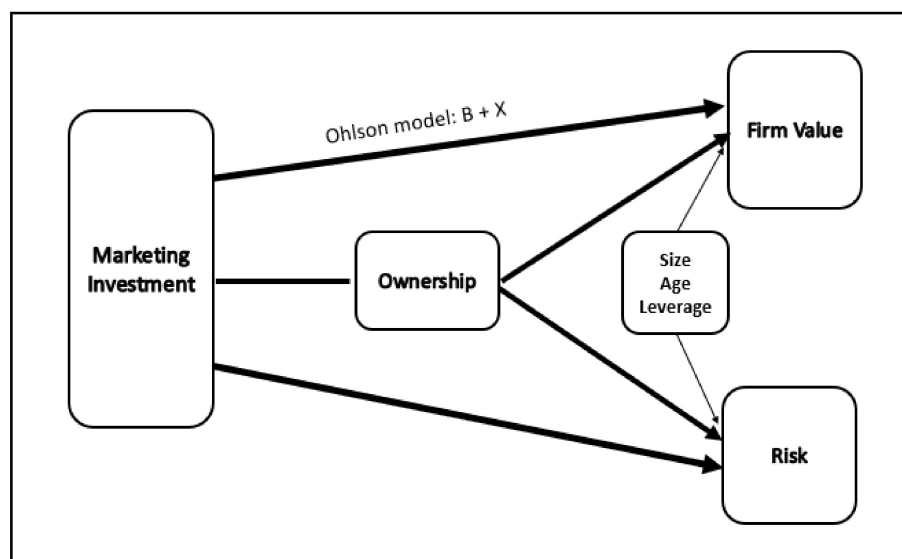 Ohlson model: B + X
Firm Value
Marketing
Investment
Ownership
Size
Age
Leverage
Risk